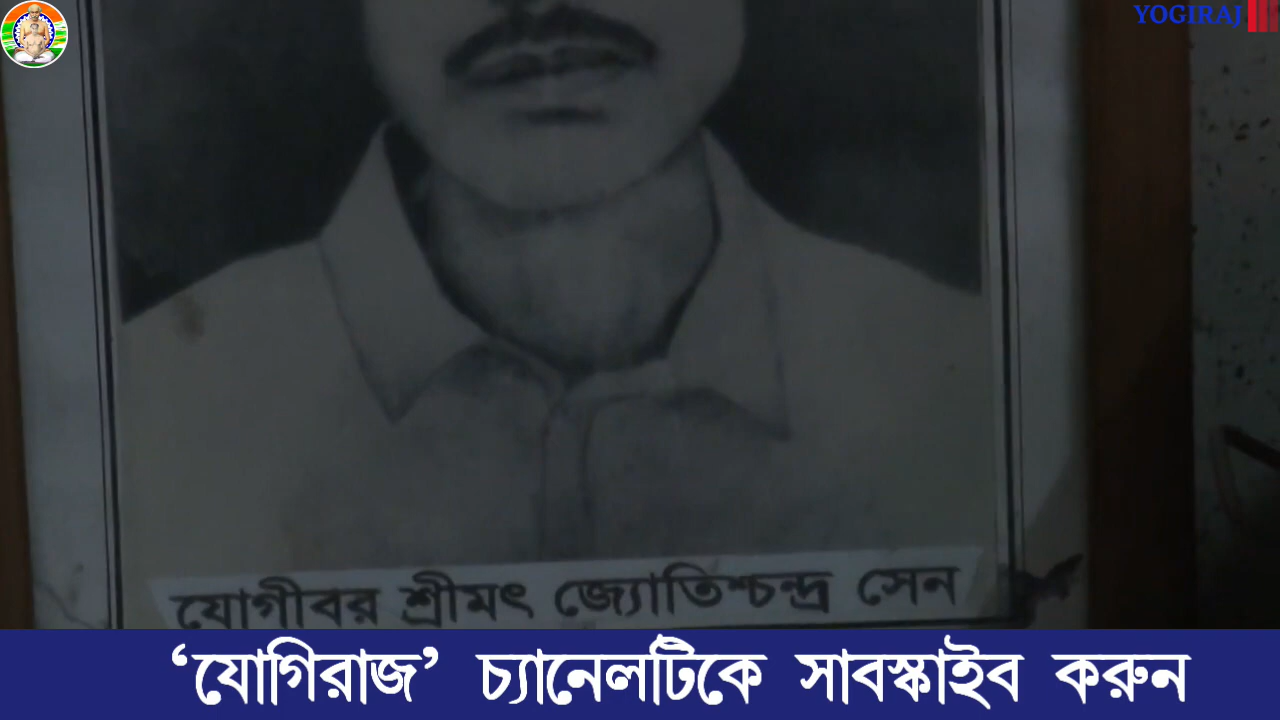 YOGIRAJ
যোগীবর শ্রীমৎ জ্যোতিশ্চন্দ্র সেন
‘যোগিরাজ’ চ্যানেলটিকে সাবস্কাইব করুন